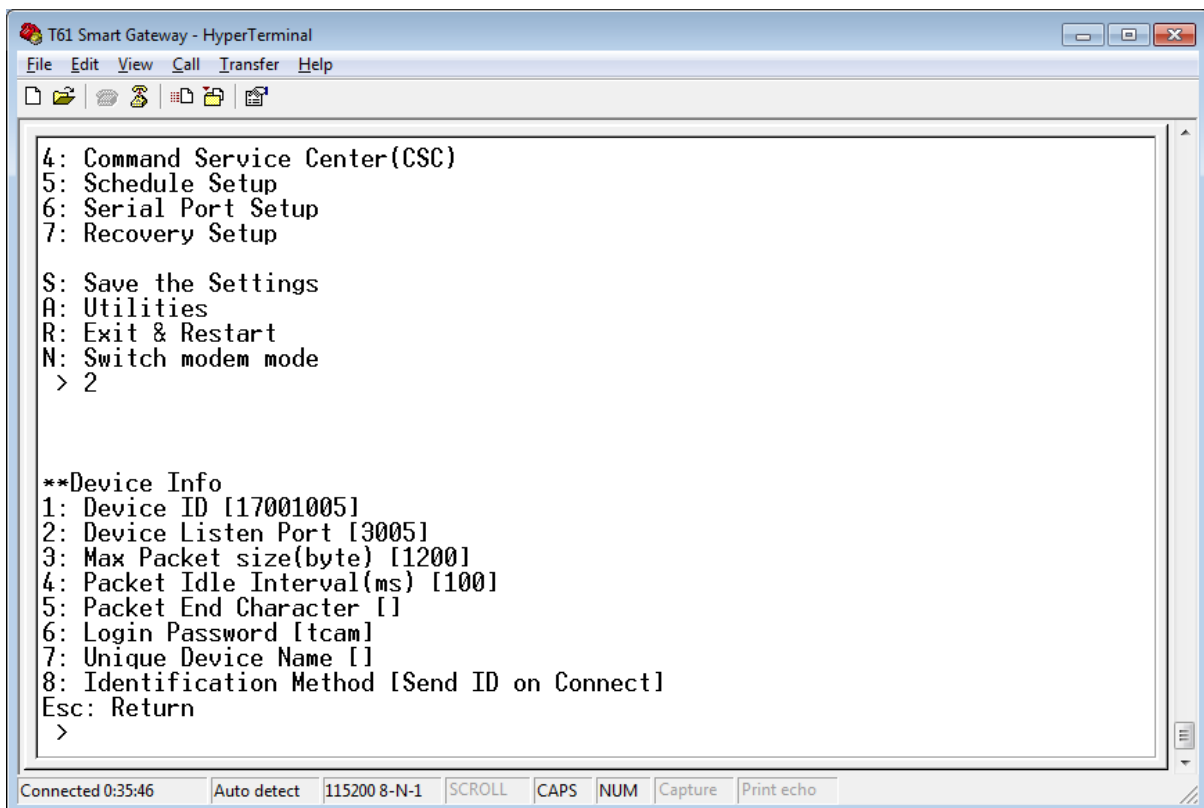 T61 Smart Gateway - HyperTerminal
File Edit View Call Transfer Help
4: Command Service Center(CSC)
5: Schedule Setup
6: Serial Port Setup
7: Recovery Setup
S: Save the Settings
A: Utilities
R: Exit & Restart
N: Switch modem mode
> 2
**Device Info
1: Device ID [17001005]
2: Device Listen Port [3005]
3: Max Packet size(byte) [1200]
4: Packet Idle Interval(ms) [100]
5: Packet End Character []
6: Login Password [tcam]
7: Unique Device Name []
8: Identification Method [Send ID on Connect]
Esc: Return
>
Connected 0:35:46 Auto detect 115200 8-N-1 SCROLL CAPS NUM Capture Print echo